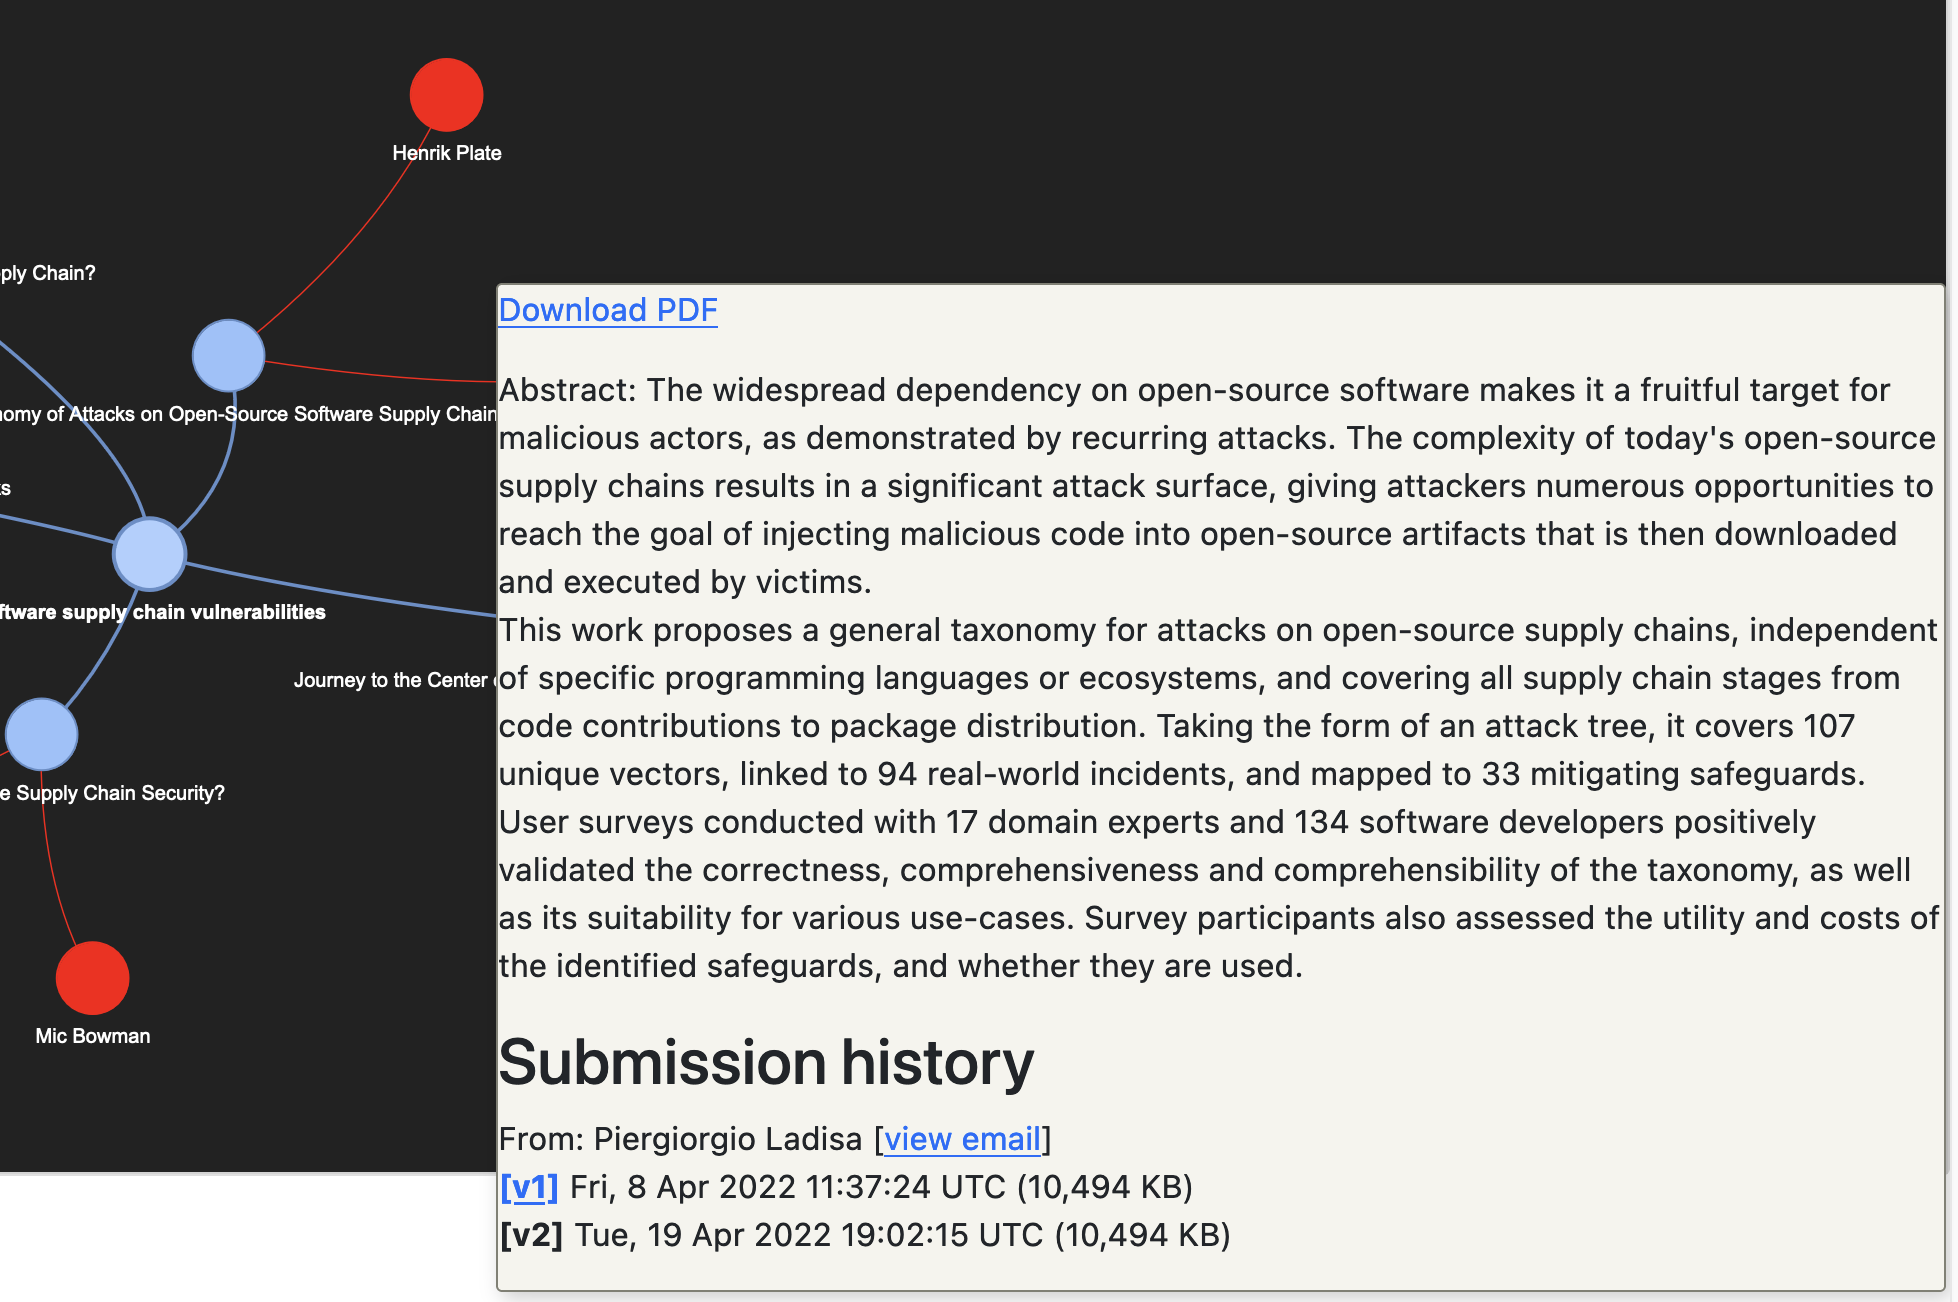 Henrik Plate
ply Chain?
Download PDF
Abstract: The widespread dependency on open-source software makes it a fruitful target for
omy of Attacks on Open-Source Software Supply Chain
malicious actors, as demonstrated by recurring attacks. The complexity of today's open-source
supply chains results in a significant attack surface, giving attackers numerous opportunities to
reach the goal of injecting malicious code into open-source artifacts that is then downloaded
and executed by victims.
ftware supply chain vulnerabilities
This work proposes a general taxonomy for attacks on open-source supply chains, independent
Journey to the Center
of specific programming languages or ecosystems, and covering all supply chain stages from
code contributions to package distribution. Taking the form of an attack tree, it covers 107
unique vectors, linked to 94 real-world incidents, and mapped to 33 mitigating safeguards.
e Supply Chain Security?
User surveys conducted with 17 domain experts and 134 software developers positively
validated the correctness, comprehensiveness and comprehensibility of the taxonomy, as well
as its suitability for various use-cases. Survey participants also assessed the utility and costs of
the identified safeguards, and whether they are used.
Mic Bowman
Submission history
From: Piergiorgio Ladisa [view email]
[v1] Fri, 8 Apr 2022 11:37:24 UTC (10,494 KB)
[v2] Tue, 19 Apr 2022 19:02:15 UTC (10,494 KB)